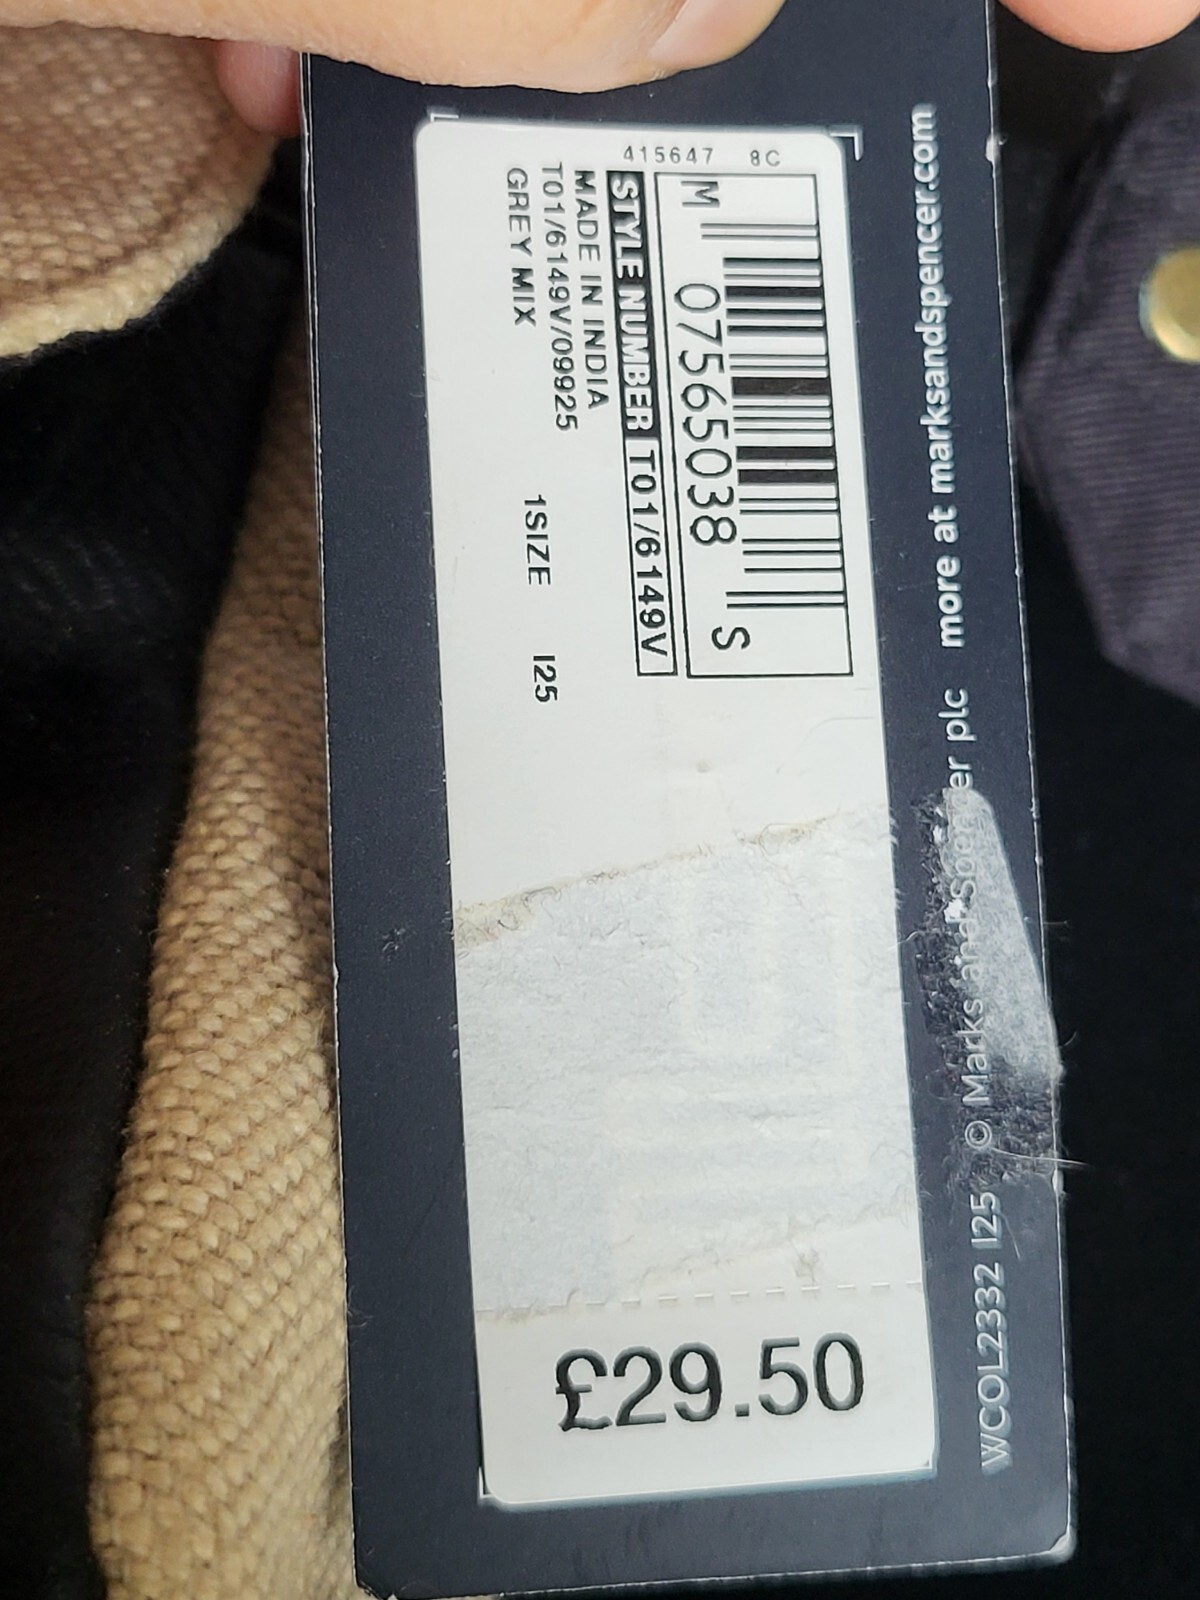 415647 8C
M 07565038 S
STYLE NUMBER T01/6149V
MADE IN INDIA
T01/6149V/09925
GREY MIX 1SIZE I25
£29.50
WCOL2332 I25 © Marks and Spencer plc more at marksandspencer.com